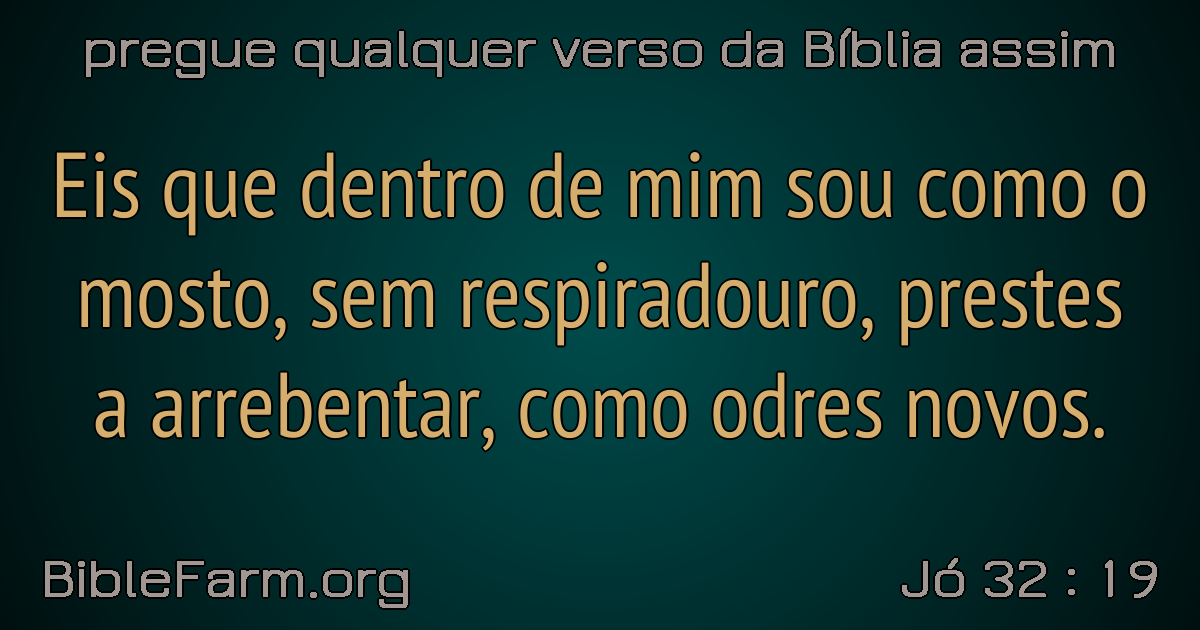 pregue qualquer verso da Bíblia assim
Eis que dentro de mim sou como o
mosto, sem respiradouro, prestes
a arrebentar, como odres novos.
BibleFarm.org
Jó 32 : 19